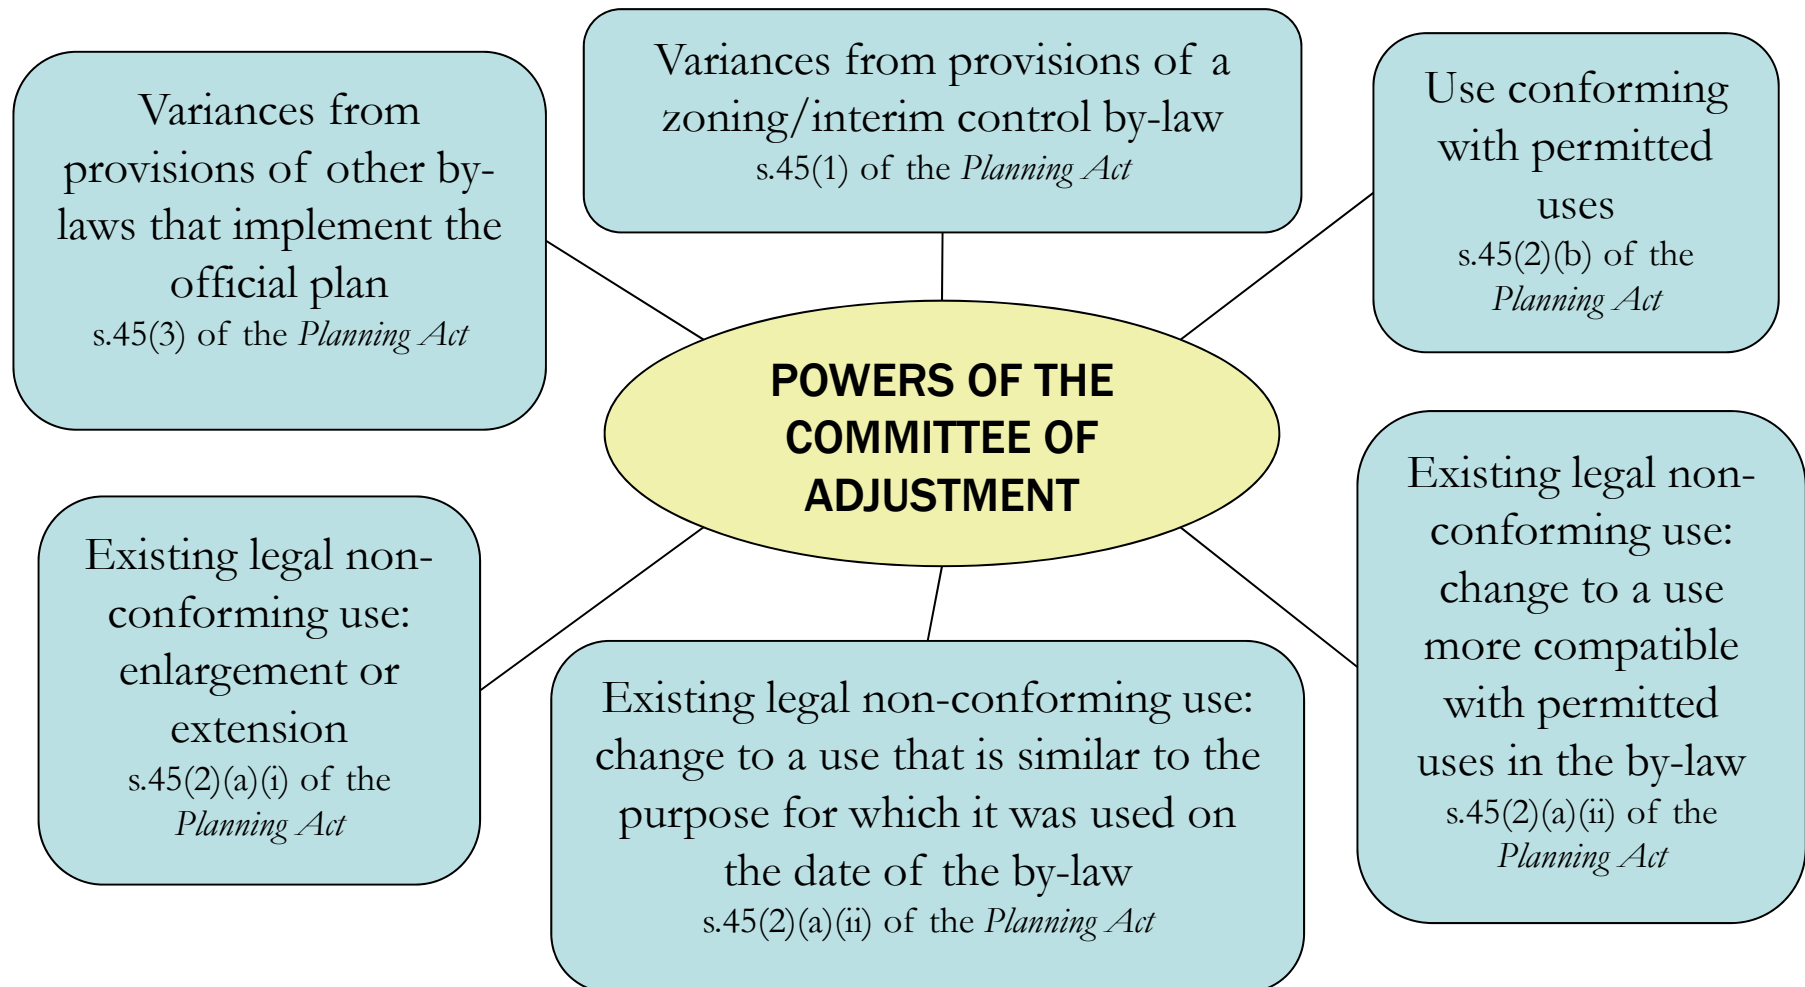 Variances from
provisions of other by-
laws that implement the
official plan
s.45(3) of the Planning Act
Variances from provisions of a
zoning/interim control by-law
s.45(1) of the Planning Act
Use conforming
with permitted
uses
s.45(2)(b) of the
Planning Act
POWERS OF THE
COMMITTEE OF
ADJUSTMENT
Existing legal non-
conforming use:
enlargement or
extension
s.45(2)(a)(i) of the
Planning Act
Existing legal non-conforming use:
change to a use that is similar to the
purpose for which it was used on
the date of the by-law
s.45(2)(a)(ii) of the Planning Act
Existing legal non-
conforming use:
change to a use
more compatible
with permitted
uses in the by-law
s.45(2)(a)(ii) of the
Planning Act